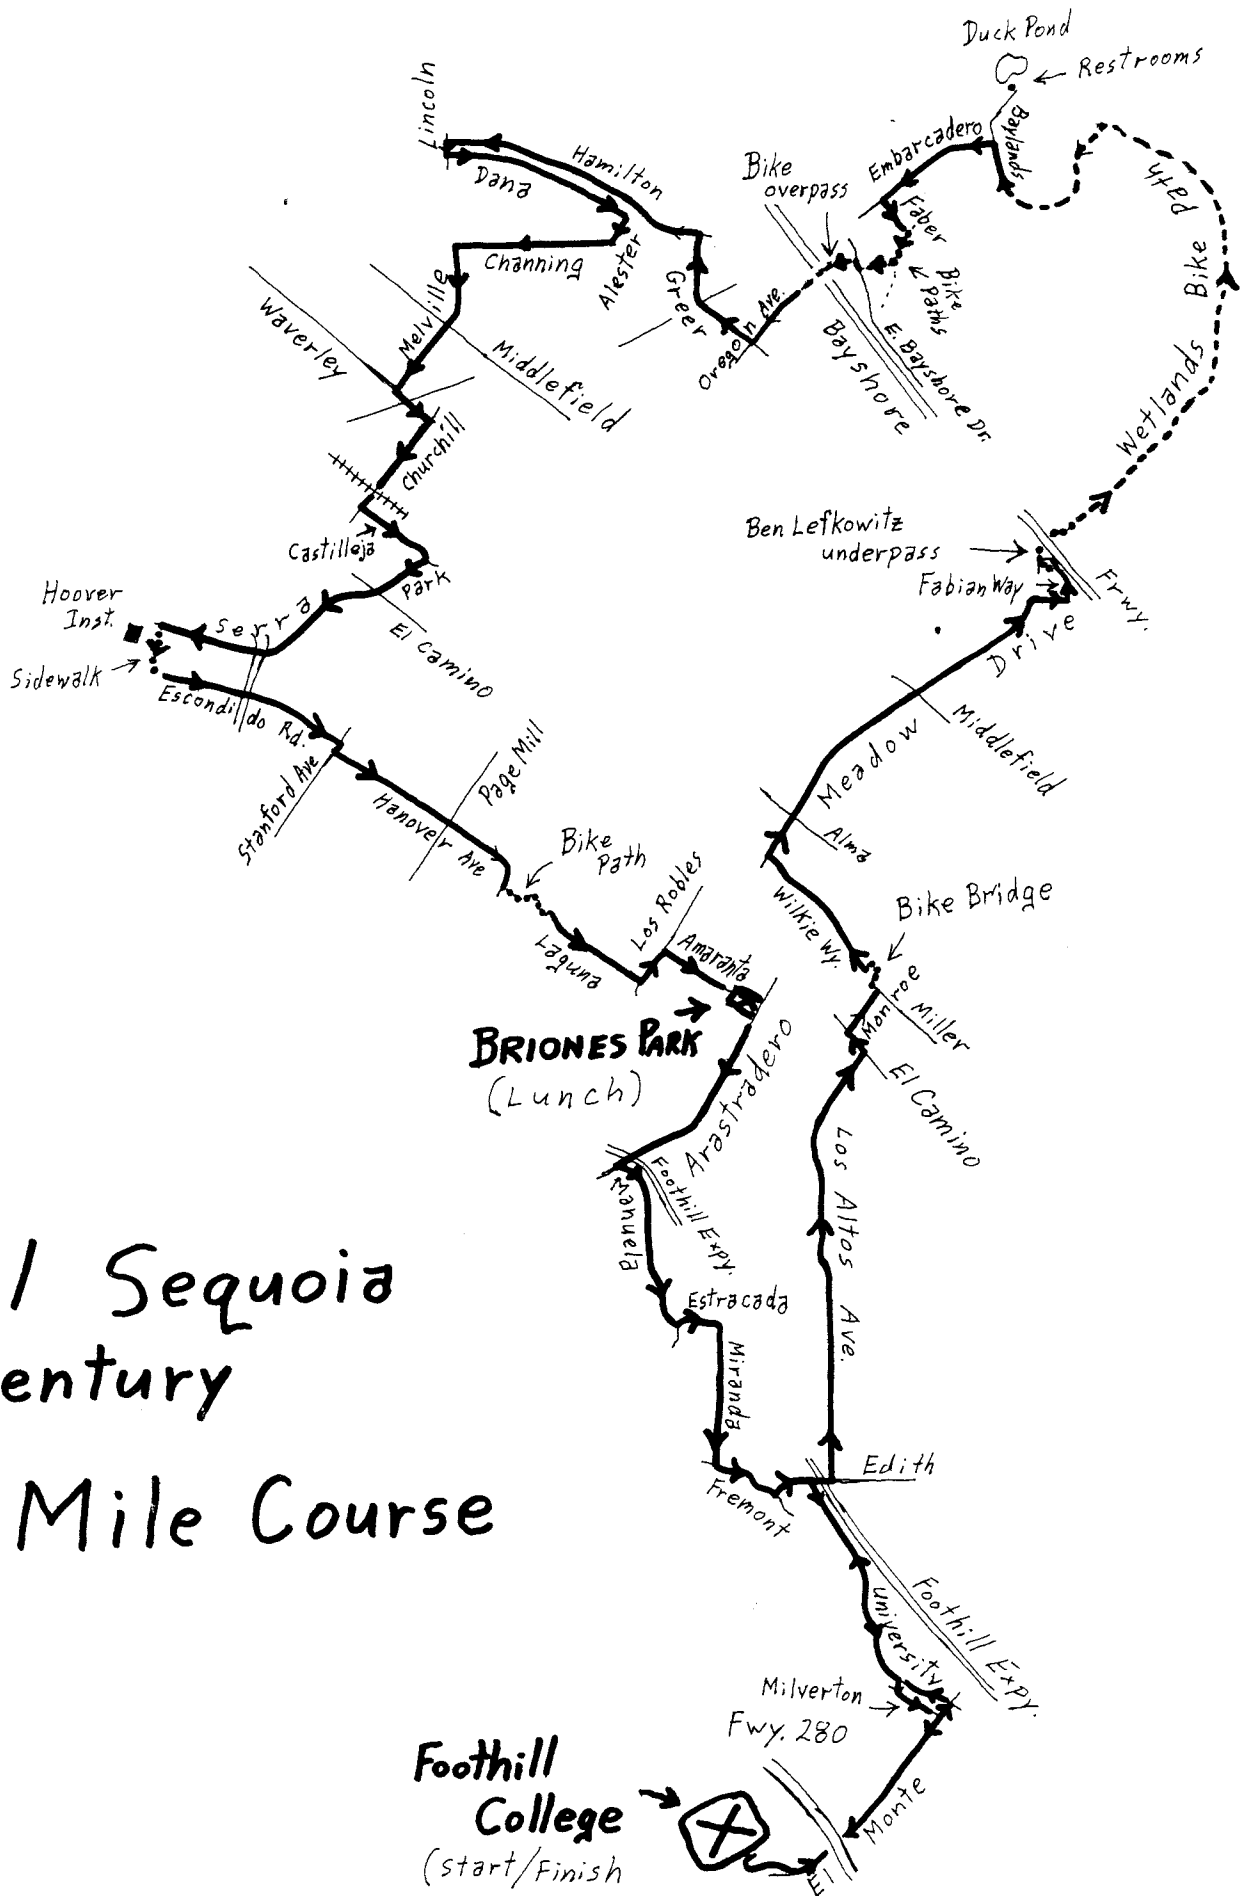 Duck Pond
Restrooms
Baylands
Embarcadero
Lincoln
Hamilton
Dana
Bike
overpass
Faber
Bike
Paths
Wetlands Bike Path
Channing
Alester
Greer
Oregon Ave.
E. Bayshore Dr.
Bayshore
Melville
Waverley
Middlefield
Churchill
Castilleja
Park
Ben Lefkowitz
underpass
Fabian Way
Frwy.
Hoover
Inst.
Serra
El Camino
Sidewalk
Escondido Rd.
Stanford Ave
Hanover Ave
Page Mill
Meadow Drive
Middlefield
Alma
Bike
Path
Wilkie Wy.
Bike Bridge
Laguna
Los Robles
Amaranta
Monroe
Miller
BRIONES PARK
(Lunch)
Arastradero
El Camino
Los Altos Ave.
Foothill Expy.
Manuela
1 Sequoia
entury
Mile Course
Estracada
Miranda
Fremont
Edith
University
Foothill Expy.
Milverton
Fwy. 280
Foothill
College
(Start/Finish
El Monte